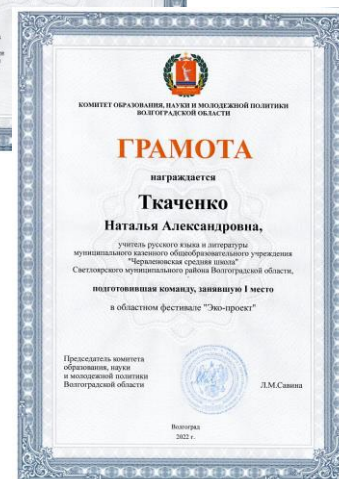 КОМИТЕТ ОБРАЗОВАНИЯ, НАУКИ И МОЛОДЕЖНОЙ ПОЛИТИКИ
ВОЛГОГРАДСКОЙ ОБЛАСТИ
ГРАМОТА
награждается
Ткаченко
Наталья Александровна,
учитель русского языка и литературы
муниципального казенного общеобразовательного учреждения
"Червленовская средняя школа"
Светлоярского муниципального района Волгоградской области,
подготовившая команду, занявшую I место
в областном фестивале "Эко-проект"
Председатель комитета
образования, науки
и молодежной политики
Волгоградской области
Л.М.Савина
Волгоград
2022 г.